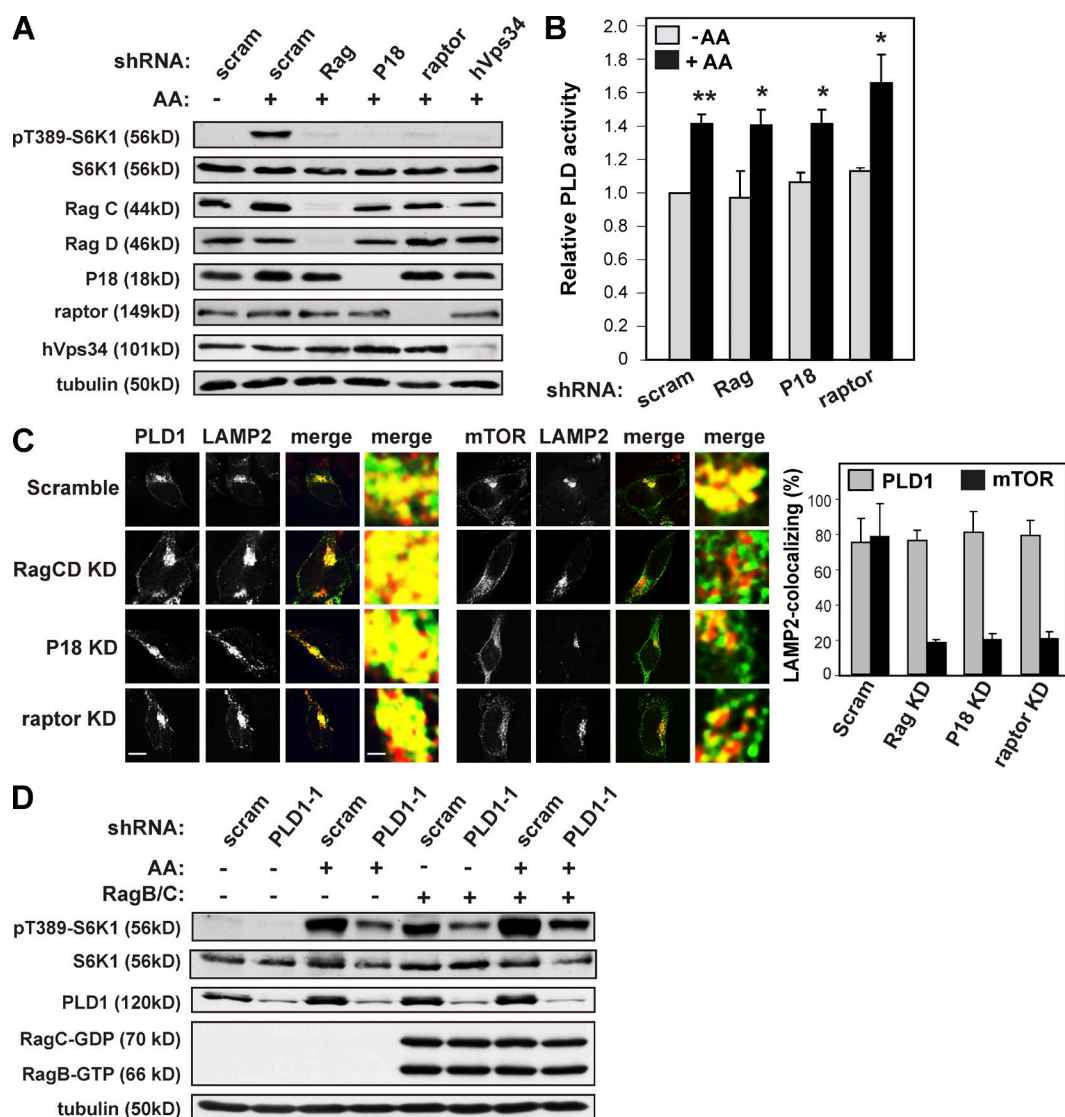 A
shRNA: scram scram Rag P18 raptor hVps34
AA: - + + + + +
pT389-S6K1 (56kD)
S6K1 (56kD)
Rag C (44kD)
Rag D (46kD)
P18 (18kD)
raptor (149kD)
hVps34 (101kD)
tubulin (50kD)
B
Relative PLD activity
2.0
1.8
1.6
1.4
1.2
1.0
0.8
0.6
0.4
0.2
0
-AA
+ AA
** * * *
shRNA: scram Rag P18 raptor
C
PLD1 LAMP2 merge merge mTOR LAMP2 merge merge
Scramble
RagCD KD
P18 KD
raptor KD
LAMP2-colocalizing (%)
PLD1 mTOR
100
80
60
40
20
0
Scram Rag KD P18 KD raptor KD
D
shRNA: scram PLD1-1 scram PLD1-1 scram PLD1-1 scram PLD1-1
AA: - - + + - - + +
RagB/C: - - - - + + + +
pT389-S6K1 (56kD)
S6K1 (56kD)
PLD1 (120kD)
RagC-GDP (70 kD)
RagB-GTP (66 kD)
tubulin (50kD)